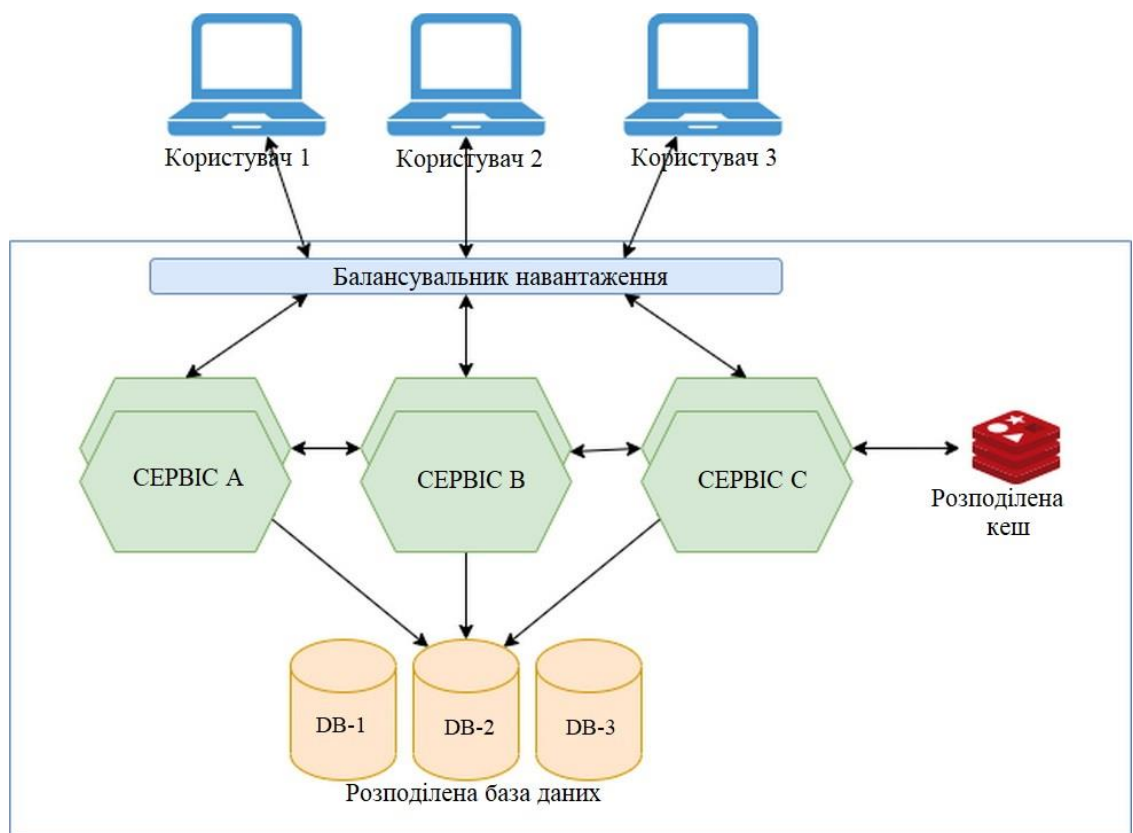 Користувач 1
Користувач 2
Користувач 3
Балансувальник навантаження
СЕРВІС A
СЕРВІС B
СЕРВІС C
Розподілена
кеш
DB-1
DB-2
DB-3
Розподілена база даних